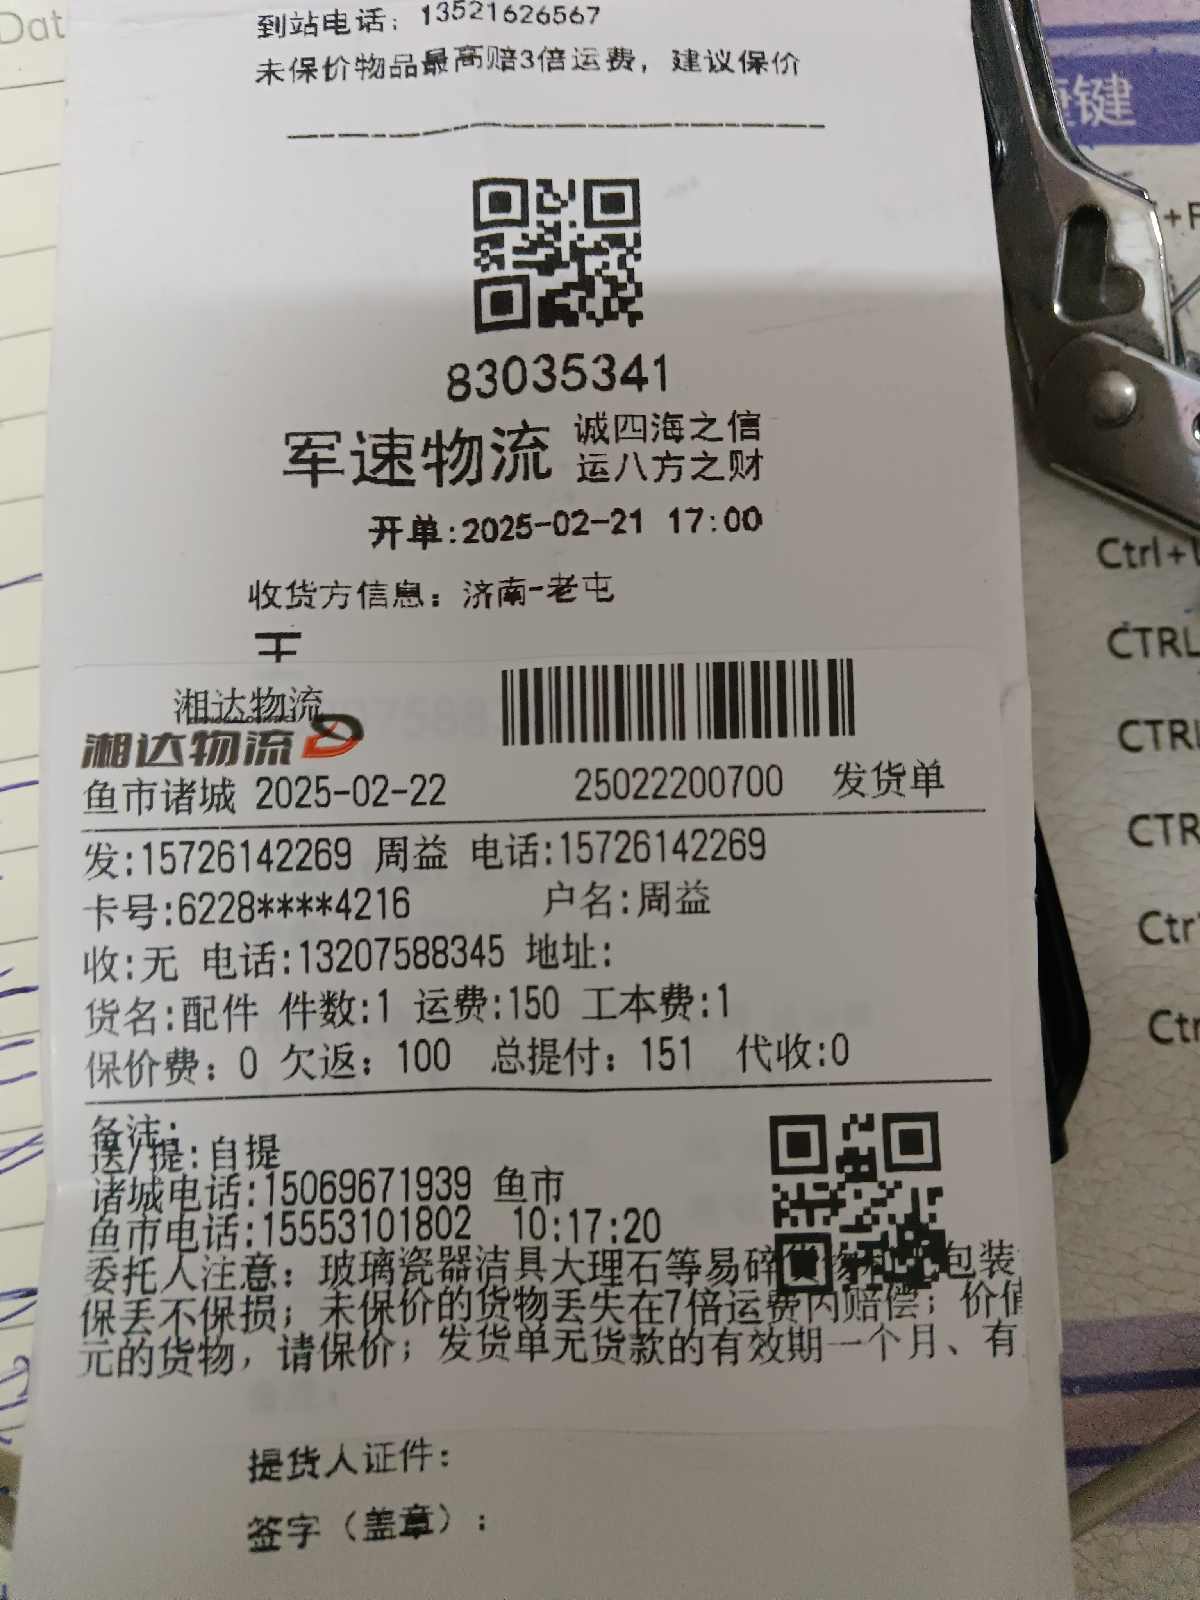 Dat
到站电话: 13521626567
未保价物品最高赔3倍运费，建议保价
捷键
83035341
军速物流 诚四海之信
运八方之财
开单:2025-02-21 17:00
收货方信息: 济南-老屯
湘达物流
湘达物流
鱼市诸城 2025-02-22 25022200700 发货单
发:15726142269 周益 电话:15726142269
卡号:6228****4216 户名:周益
收:无 电话:13207588345 地址:
货名:配件 件数:1 运费:150 工本费:1
保价费: 0 欠返: 100 总提付: 151 代收:0
备注:
送/提:自提
诸城电话:15069671939 鱼市
鱼市电话:15553101802 10:17:20
委托人注意: 玻璃瓷器洁具大理石等易碎货物 包装
保丢不保损; 未保价的货物丢失在7倍运费内赔偿; 价值
元的货物, 请保价; 发货单无货款的有效期一个月、有
提货人证件:
签字（盖章）:
Ctrl+
CTRL
CTRL
CTR
Ctr
Ctr